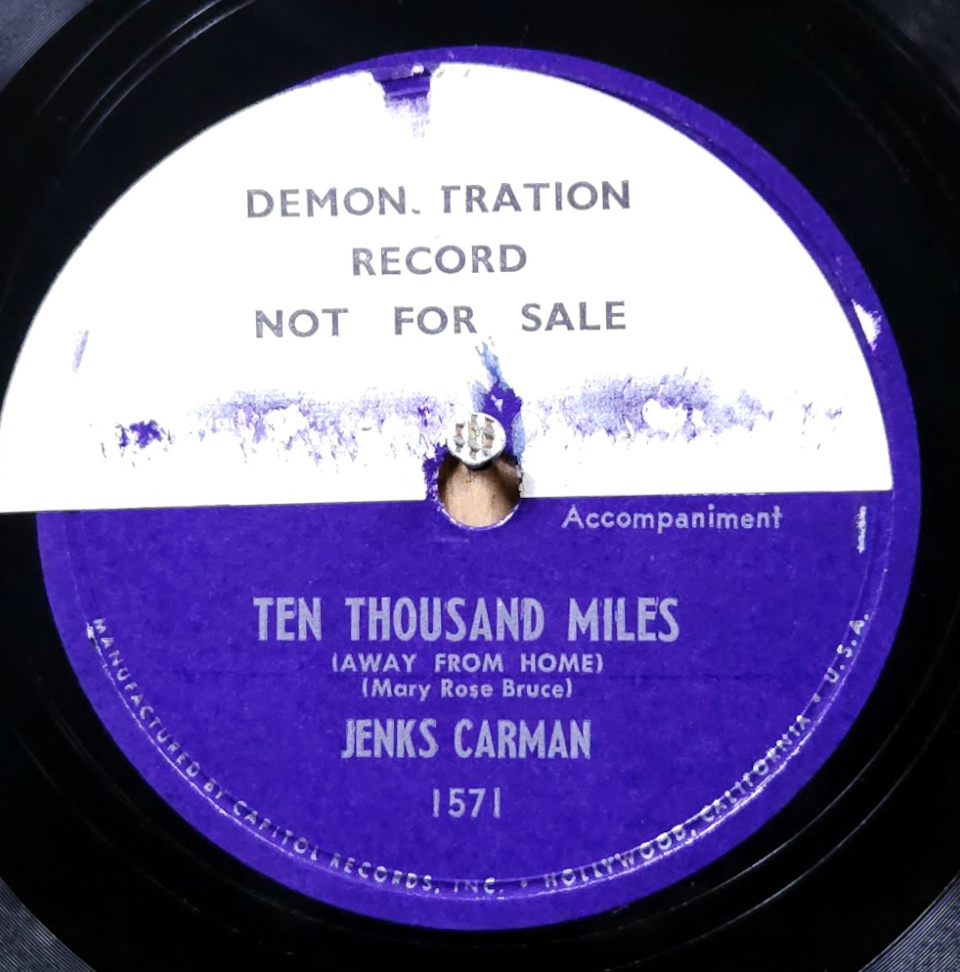 DEMON. TRATION
RECORD
NOT FOR SALE
Accompaniment
TEN THOUSAND MILES
(AWAY FROM HOME)
(Mary Rose Bruce)
JENKS CARMAN
1571
MANUFACTURED BY CAPITOL RECORDS, INC. • HOLLYWOOD, CALIFORNIA • U.S.A.